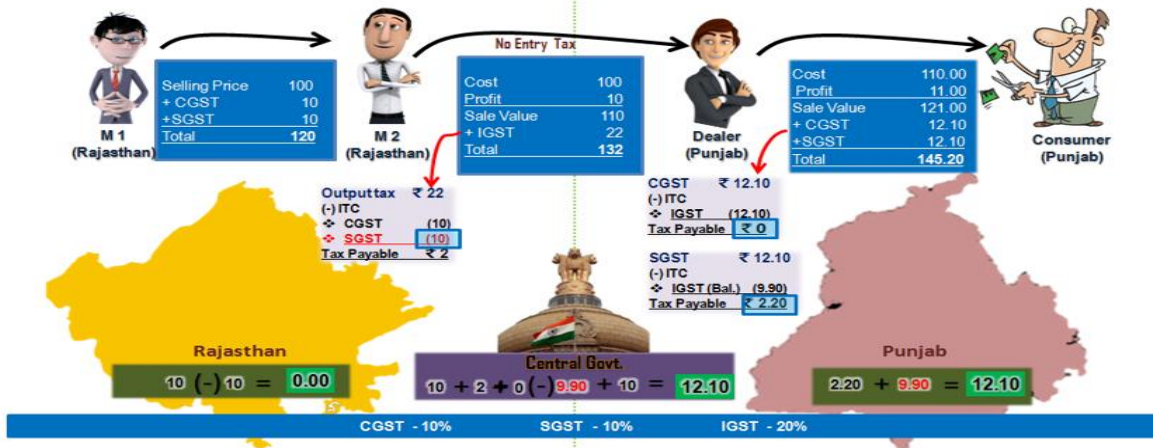 No Entry Tax
Selling Price 100
+ CGST 10
+SGST 10
Total 120
M 1
(Rajasthan)
M 2
(Rajasthan)
Cost 100
Profit 10
Sale Value 110
+ IGST 22
Total 132
Dealer
(Punjab)
Cost 110.00
Profit 11.00
Sale Value 121.00
+ CGST 12.10
+SGST 12.10
Total 145.20
Consumer
(Punjab)
Output tax ₹ 22
(-) ITC
❖ CGST (10)
❖ SGST (10)
Tax Payable ₹ 2
CGST ₹ 12.10
(-) ITC
❖ IGST (12.10)
Tax Payable ₹ 0
SGST ₹ 12.10
(-) ITC
❖ IGST (Bal.) (9.90)
Tax Payable ₹ 2.20
Rajasthan
10 (-) 10 = 0.00
Central Govt.
10 + 2 + 0 (-) 9.90 + 10 = 12.10
Punjab
2.20 + 9.90 = 12.10
CGST - 10% SGST - 10% IGST - 20%